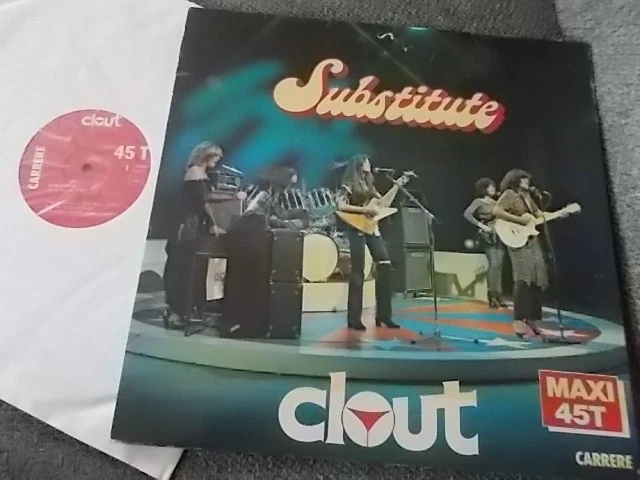 clout
45 T
CARRERE
Substitute
clout
MAXI
45T
CARRERE